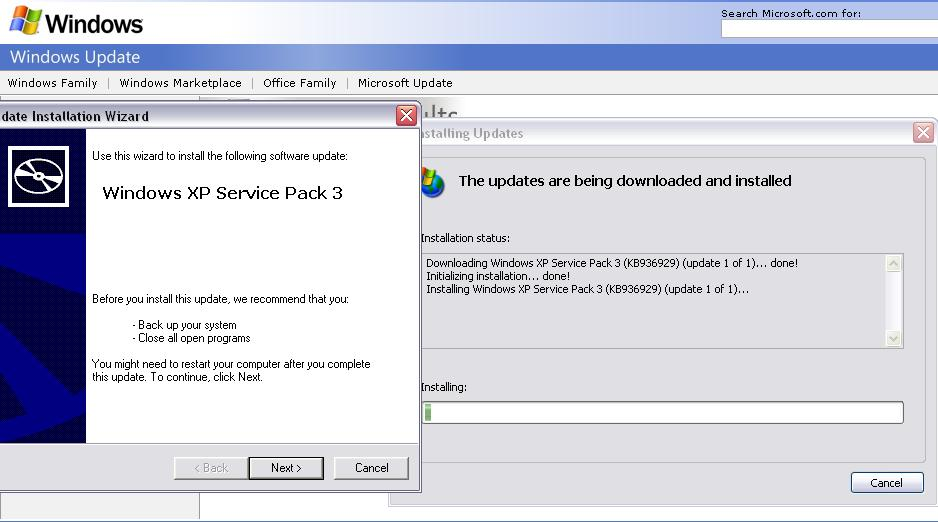 Windows
Search Microsoft.com for:
Windows Update
Windows Family | Windows Marketplace | Office Family | Microsoft Update
date Installation Wizard
Use this wizard to install the following software update:
Windows XP Service Pack 3
Before you install this update, we recommend that you:
- Back up your system
- Close all open programs
You might need to restart your computer after you complete
this update. To continue, click Next.
< Back
Next >
Cancel
stalling Updates
The updates are being downloaded and installed
Installation status:
Downloading Windows XP Service Pack 3 (KB936929) (update 1 of 1)... done!
Initializing installation... done!
Installing Windows XP Service Pack 3 (KB936929) (update 1 of 1)...
Installing:
Cancel